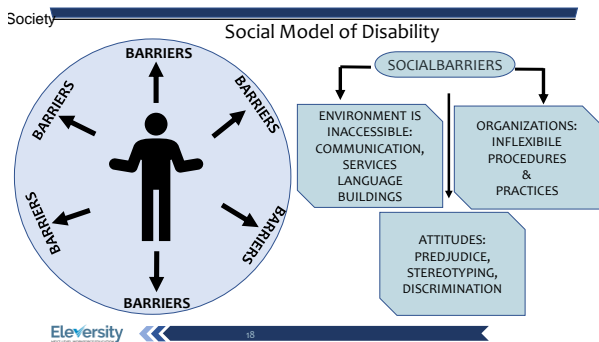 Society
Social Model of Disability
BARRIERS
BARRIERS
BARRIERS
BARRIERS
BARRIERS
BARRIERS
SOCIALBARRIERS
ENVIRONMENT IS
INACCESSIBLE:
COMMUNICATION,
SERVICES
LANGUAGE
BUILDINGS
ORGANIZATIONS:
INFLEXIBILE
PROCEDURES
&
PRACTICES
ATTITUDES:
PREDJUDICE,
STEREOTYPING,
DISCRIMINATION
Eleversity
18